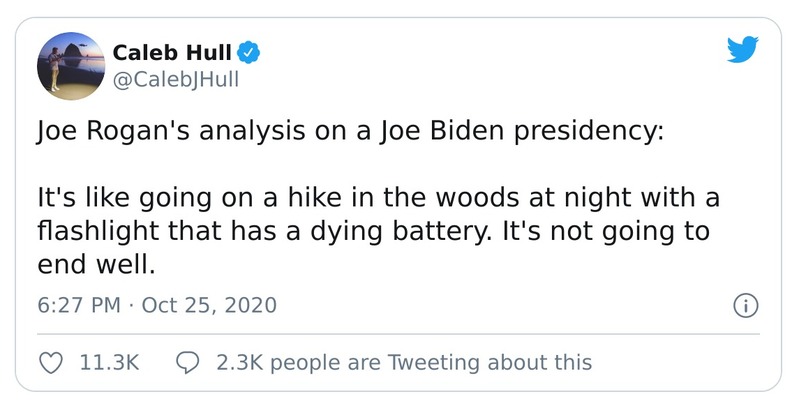 Caleb Hull
@CalebJHull
Joe Rogan's analysis on a Joe Biden presidency:
It's like going on a hike in the woods at night with a
flashlight that has a dying battery. It's not going to
end well.
6:27 PM · Oct 25, 2020
11.3K 2.3K people are Tweeting about this